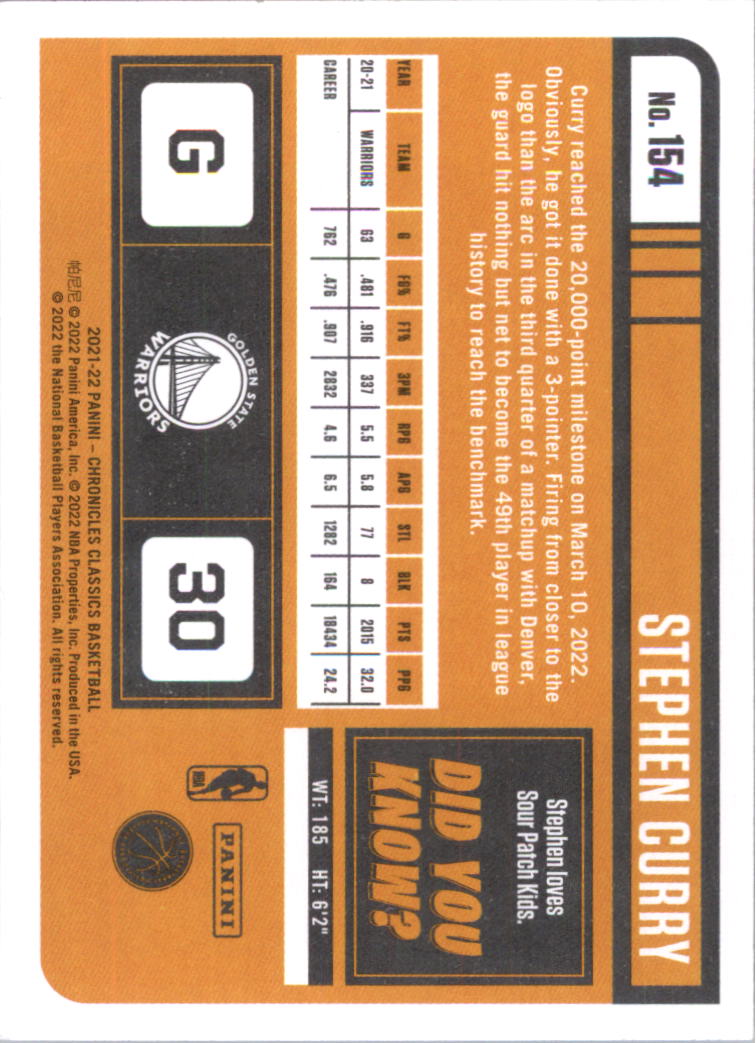 No. 154
STEPHEN CURRY
Curry reached the 20,000-point milestone on March 10, 2022.
Obviously, he got it done with a 3-pointer. Firing from closer to the
logo than the arc in the third quarter of a matchup with Denver,
the guard hit nothing but net to become the 49th player in league
history to reach the benchmark.
YEAR TEAM G FG% FT% 3PM RPG APG STL BLK PTS PPG
20-21 WARRIORS 63 .481 .916 337 5.5 5.8 77 8 2015 32.0
CAREER 762 .476 .907 2832 4.6 6.5 1282 164 18434 24.2
G
GOLDEN STATE
WARRIORS
30
Stephen loves
Sour Patch Kids.
DID YOU
KNOW?
WT: 185 HT: 6'2"
NBA
PANINI
2021-22 PANINI – CHRONICLES CLASSICS BASKETBALL
帕尼尼 © 2022 Panini America, Inc. © 2022 NBA Properties, Inc. Produced in the USA.
© 2022 the National Basketball Players Association. All rights reserved.